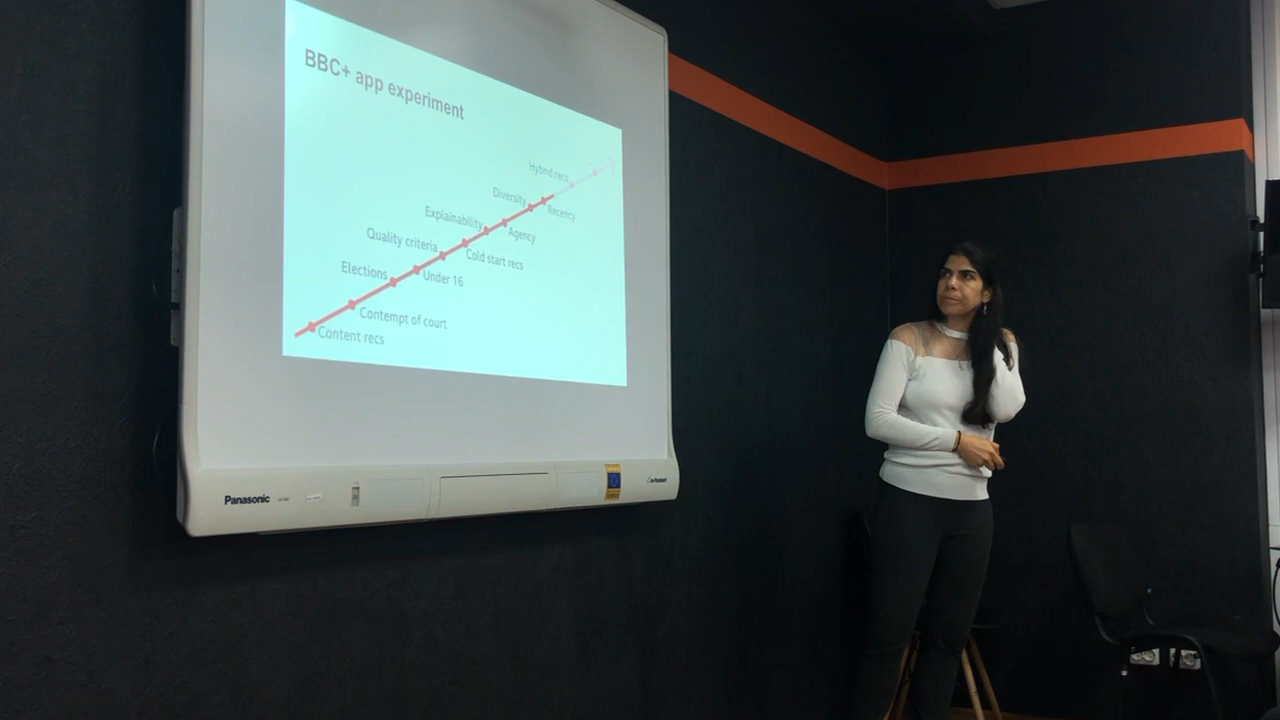 BBC+ app experiment
Hybrid recs
Diversity
Recency
Explainability
Agency
Quality criteria
Cold start recs
Elections
Under 16
Contempt of court
Content recs
Panasonic